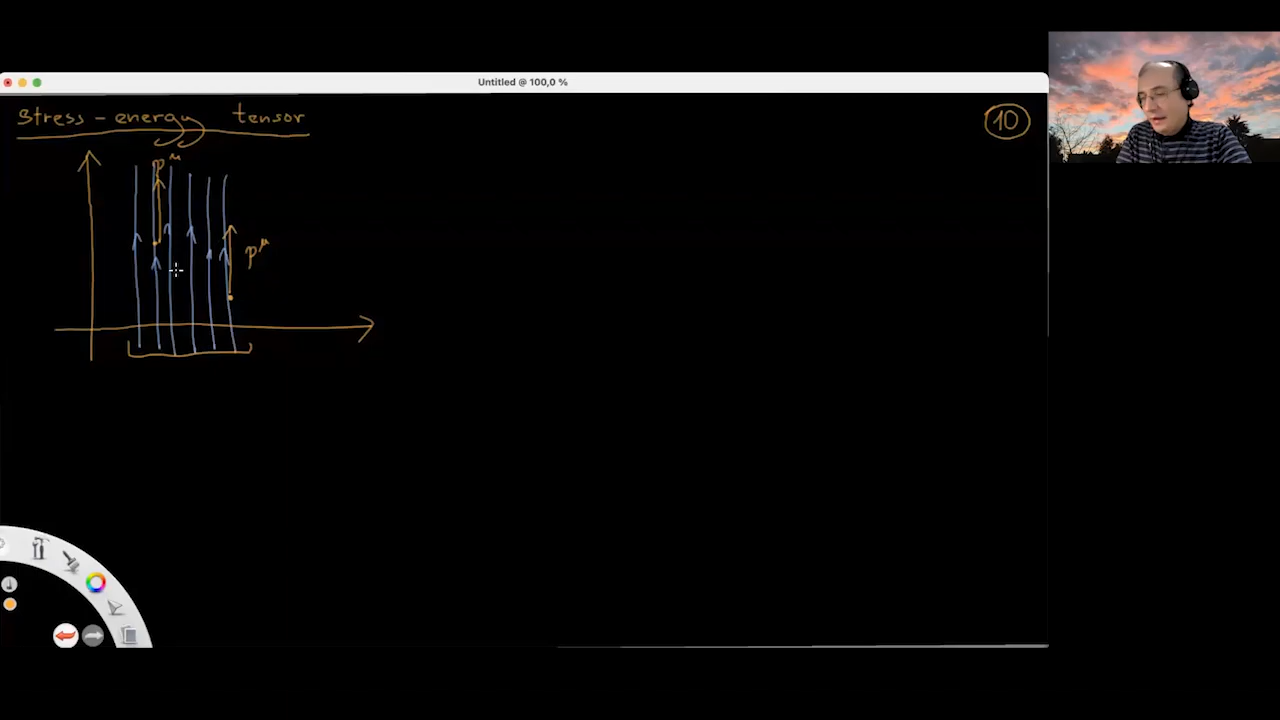 Untitled @ 100,0 %
Stress-energy tensor
10
p^μ
p^μ